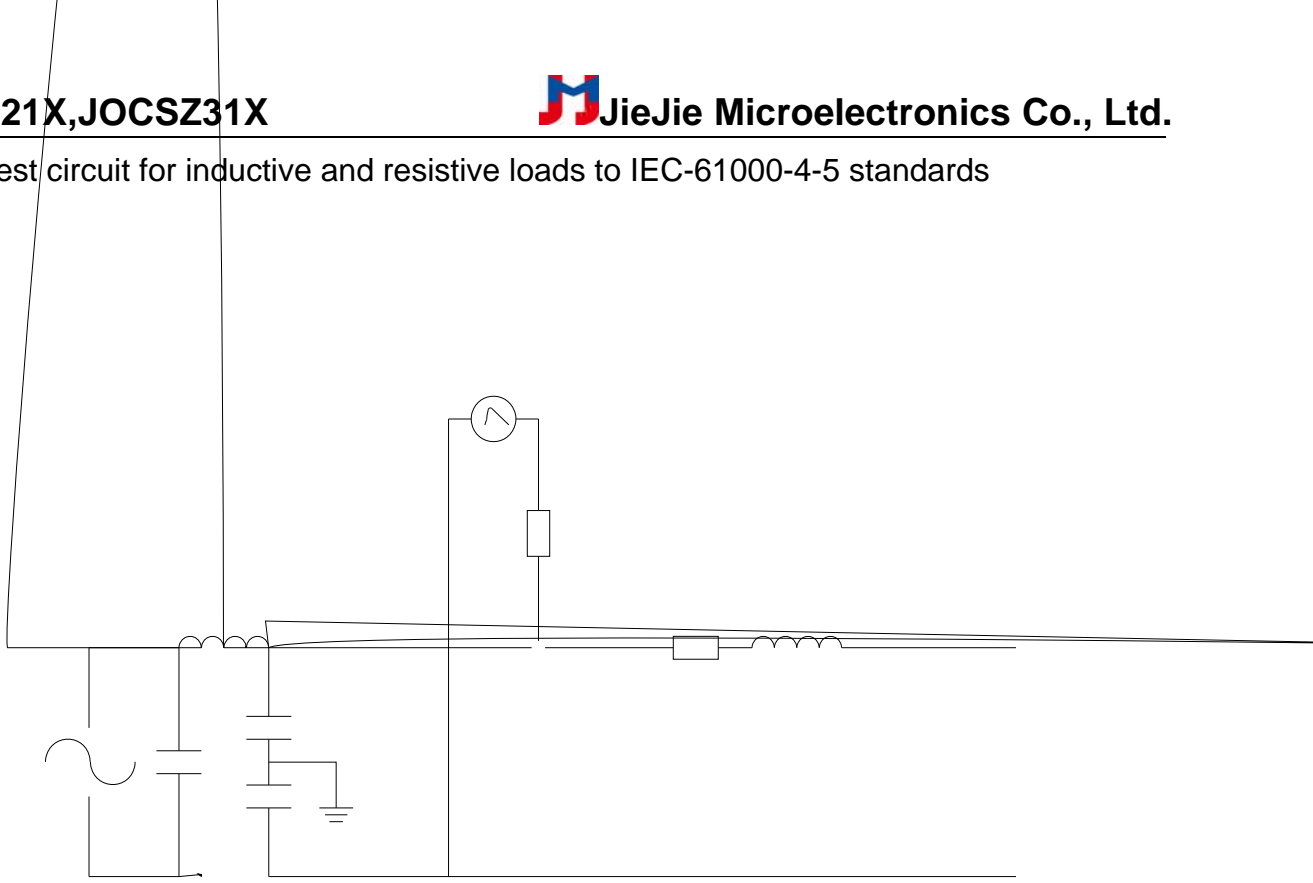 21X,JOCSZ31X JieJie Microelectronics Co., Ltd.
est circuit for inductive and resistive loads to IEC-61000-4-5 standards